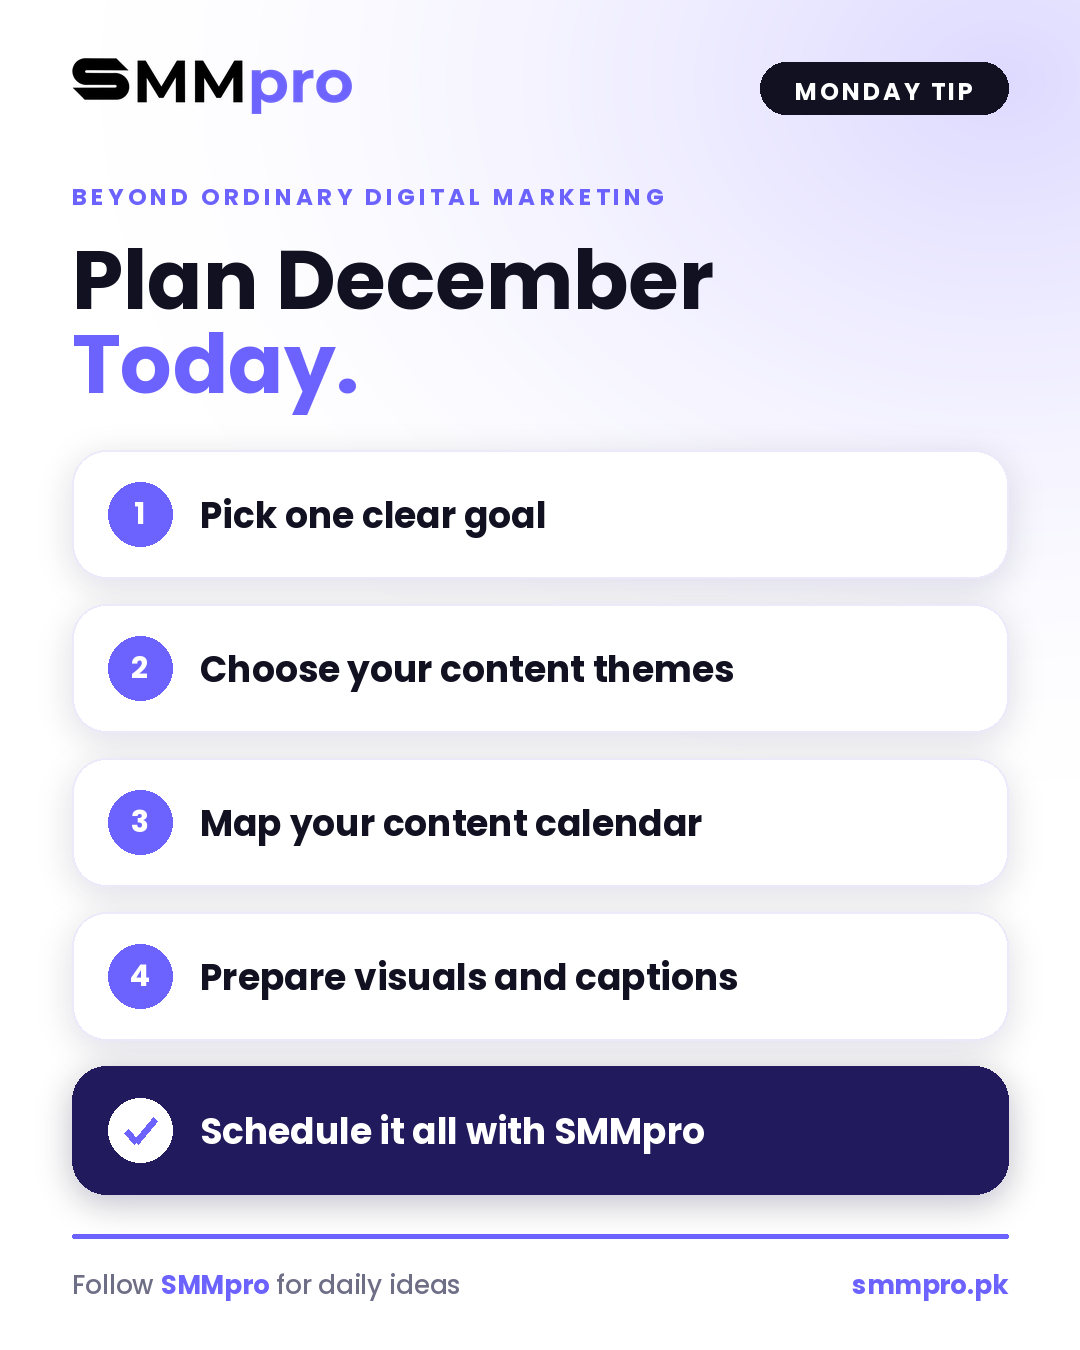 SMMpro
MONDAY TIP
BEYOND ORDINARY DIGITAL MARKETING
Plan December
Today.
1 Pick one clear goal
2 Choose your content themes
3 Map your content calendar
4 Prepare visuals and captions
Schedule it all with SMMpro
Follow SMMpro for daily ideas
smmpro.pk